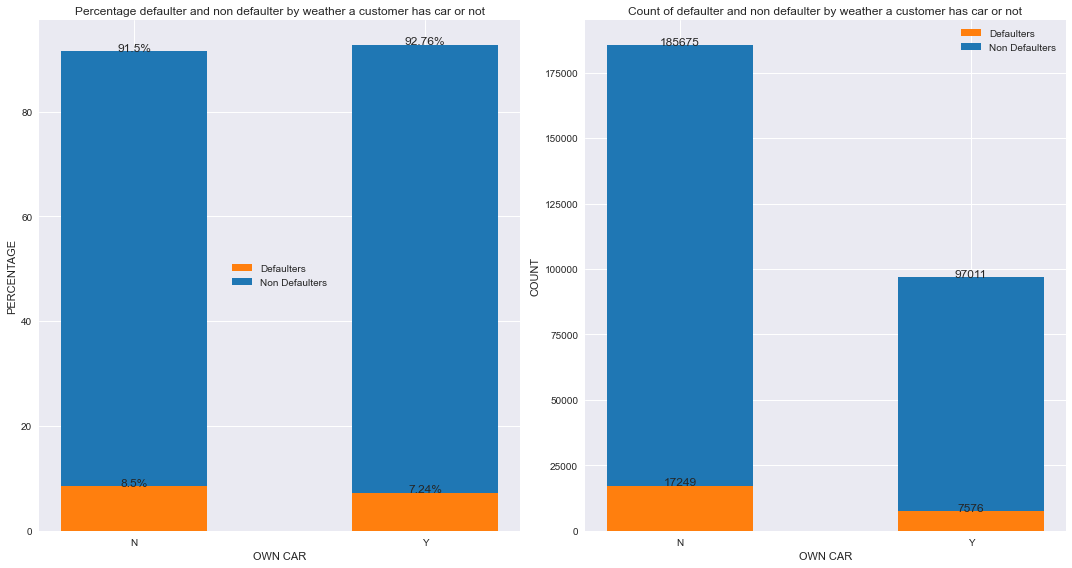 Percentage defaulter and non defaulter by weather a customer has car or not
91.5%
92.76%
80
60
40
20
0
PERCENTAGE
Defaulters
Non Defaulters
8.5%
7.24%
N
Y
OWN CAR
Count of defaulter and non defaulter by weather a customer has car or not
Defaulters
Non Defaulters
185675
175000
150000
125000
100000
75000
50000
25000
0
COUNT
97011
17249
7576
N
Y
OWN CAR